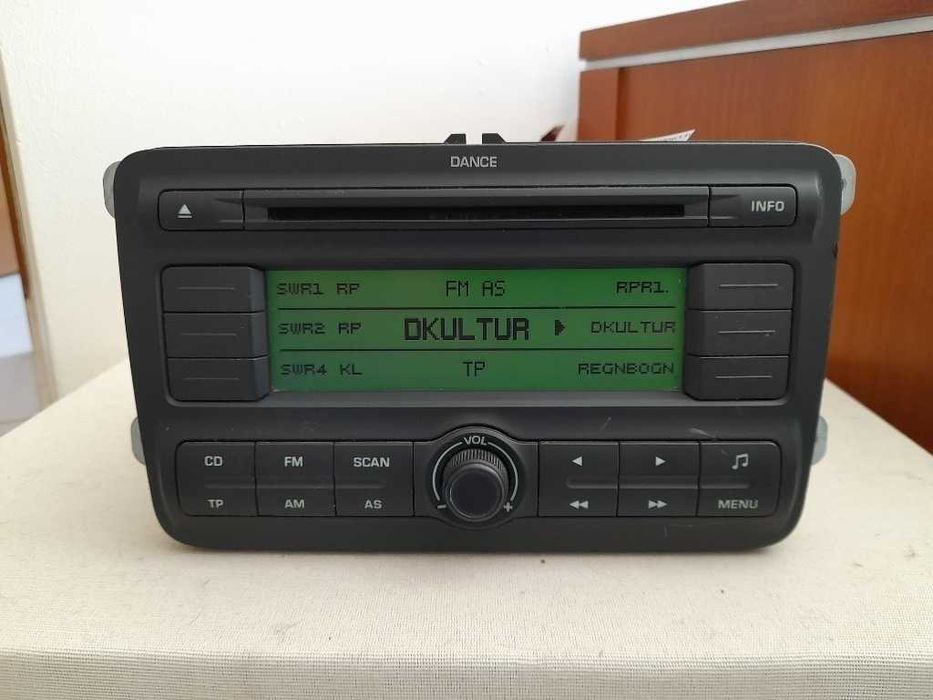 DANCE
INFO
SWR1 RP FM AS RPR1.
SWR2 RP DKULTUR DKULTUR
SWR4 KL TP REGNBOGN
VOL
CD FM SCAN
TP AM AS - + MENU